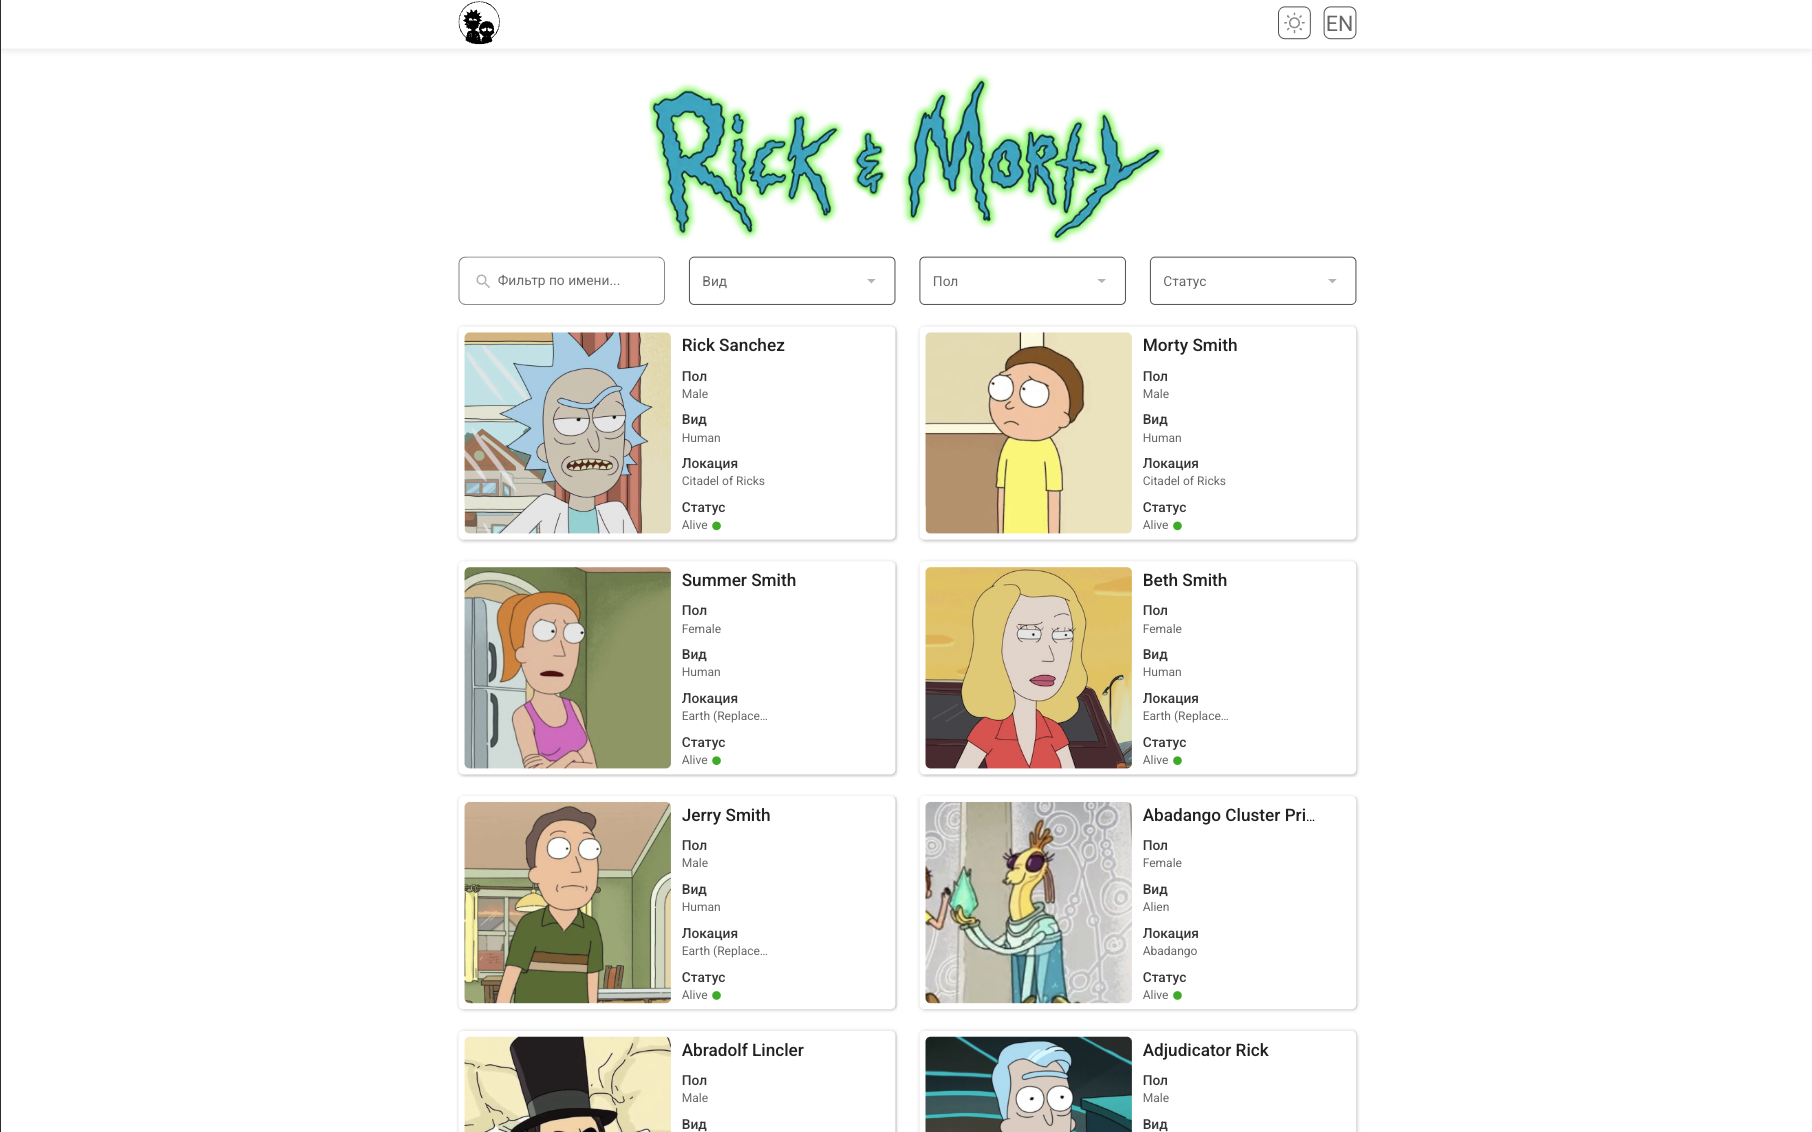 EN
Rick & Morty
Фильтр по имени...
Вид
Пол
Статус
Rick Sanchez
Пол
Male
Вид
Human
Локация
Citadel of Ricks
Статус
Alive
Morty Smith
Пол
Male
Вид
Human
Локация
Citadel of Ricks
Статус
Alive
Summer Smith
Пол
Female
Вид
Human
Локация
Earth (Replace...
Статус
Alive
Beth Smith
Пол
Female
Вид
Human
Локация
Earth (Replace...
Статус
Alive
Jerry Smith
Пол
Male
Вид
Human
Локация
Earth (Replace...
Статус
Alive
Abadango Cluster Pri...
Пол
Female
Вид
Alien
Локация
Abadango
Статус
Alive
Abradolf Lincler
Пол
Male
Вид
Adjudicator Rick
Пол
Male
Вид